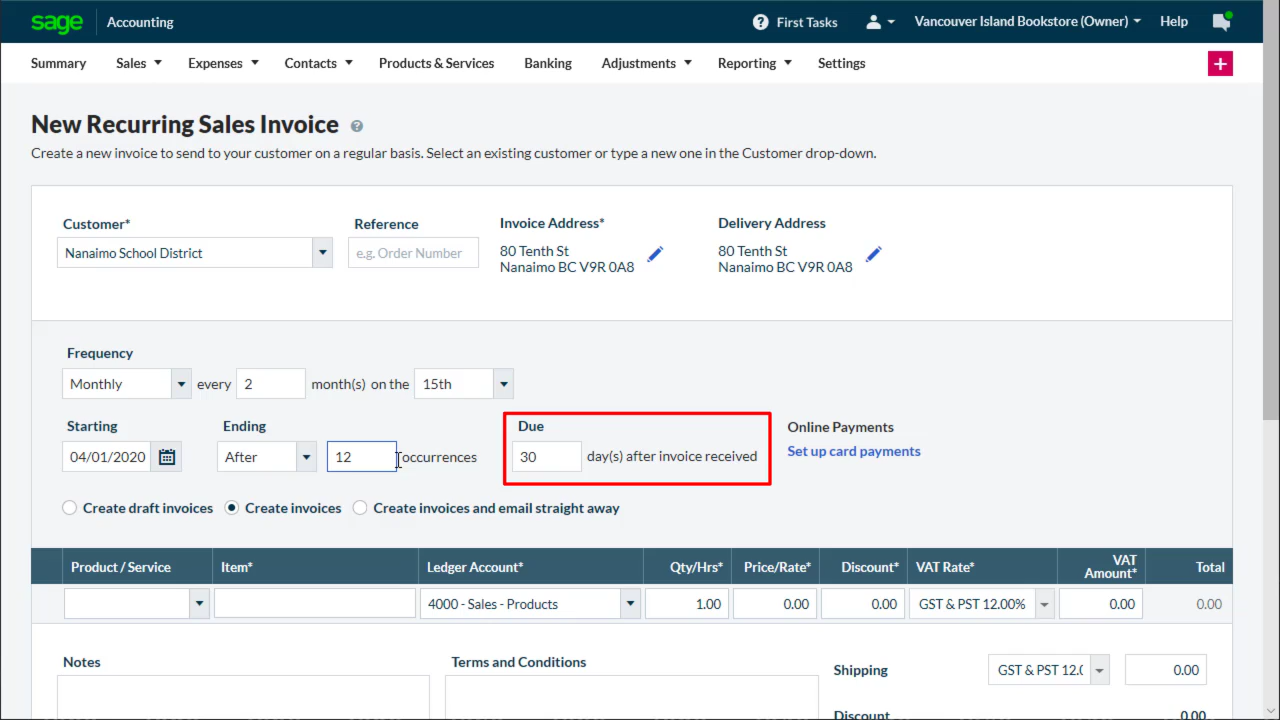 sage Accounting First Tasks Vancouver Island Bookstore (Owner) Help
Summary Sales Expenses Contacts Products & Services Banking Adjustments Reporting Settings +
New Recurring Sales Invoice ?
Create a new invoice to send to your customer on a regular basis. Select an existing customer or type a new one in the Customer drop-down.
Customer* Reference Invoice Address* Delivery Address
Nanaimo School District e.g. Order Number 80 Tenth St 80 Tenth St
Nanaimo BC V9R 0A8 Nanaimo BC V9R 0A8
Frequency
Monthly every 2 month(s) on the 15th
Starting Ending Due Online Payments
04/01/2020 After 12 occurrences 30 day(s) after invoice received Set up card payments
Create draft invoices Create invoices Create invoices and email straight away
Product / Service Item* Ledger Account* Qty/Hrs* Price/Rate* Discount* VAT Rate* VAT Amount* Total
4000 - Sales - Products 1.00 0.00 0.00 GST & PST 12.00% 0.00 0.00
Notes Terms and Conditions Shipping GST & PST 12.( 0.00
Discount 0.00